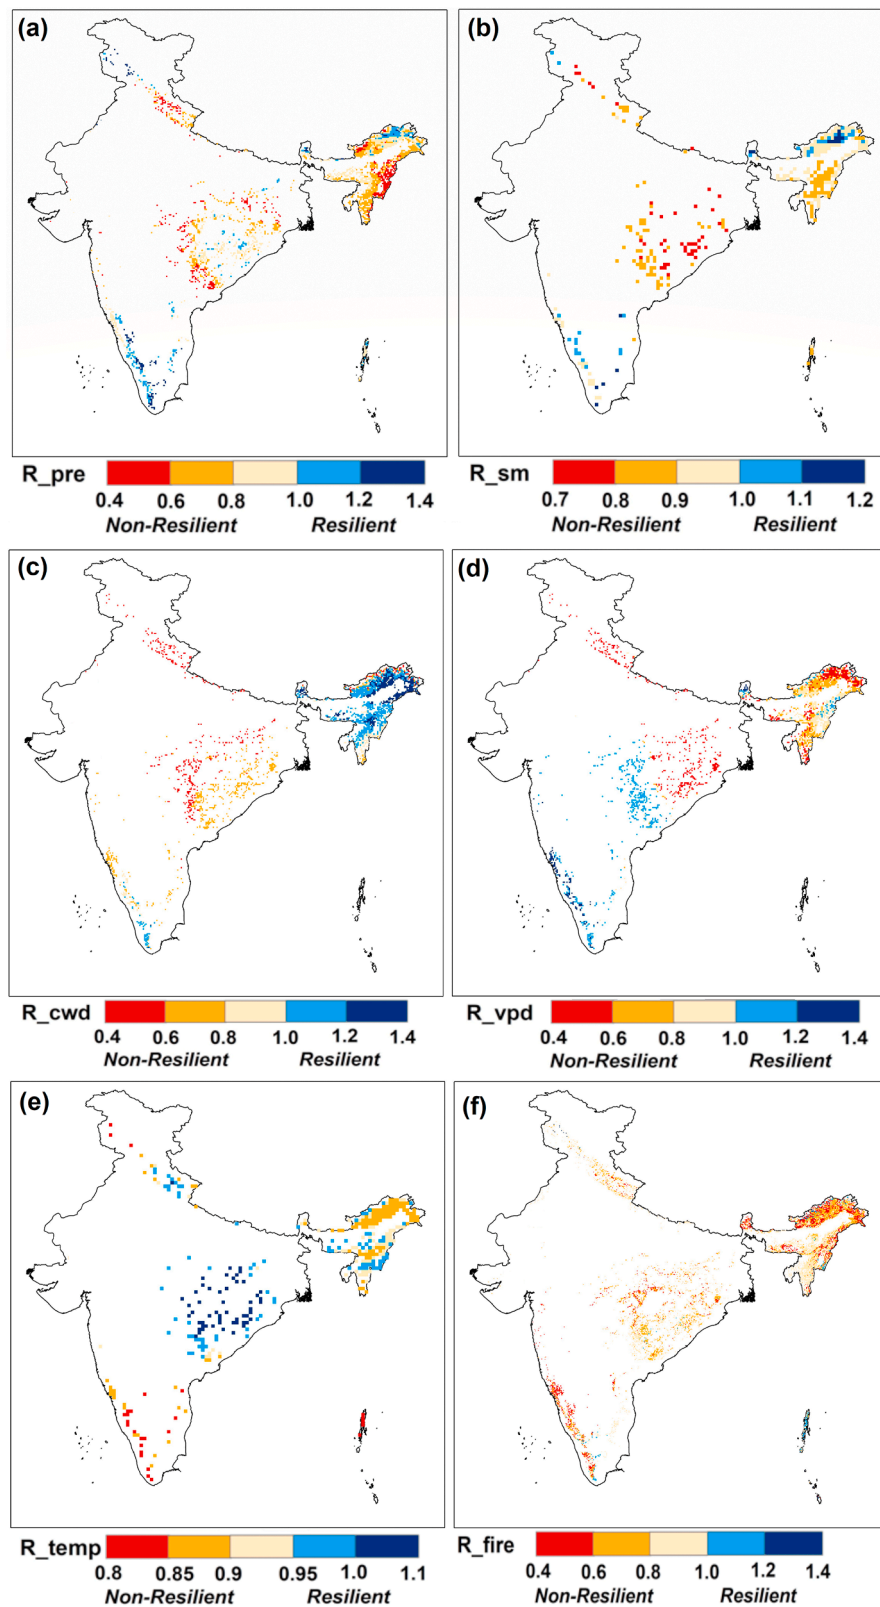 (a)
(b)
R_pre
0.4 0.6 0.8 1.0 1.2 1.4
Non-Resilient Resilient
R_sm
0.7 0.8 0.9 1.0 1.1 1.2
Non-Resilient Resilient
(c)
(d)
R_cwd
0.4 0.6 0.8 1.0 1.2 1.4
Non-Resilient Resilient
R_vpd
0.4 0.6 0.8 1.0 1.2 1.4
Non-Resilient Resilient
(e)
(f)
R_temp
0.8 0.85 0.9 0.95 1.0 1.1
Non-Resilient Resilient
R_fire
0.4 0.6 0.8 1.0 1.2 1.4
Non-Resilient Resilient